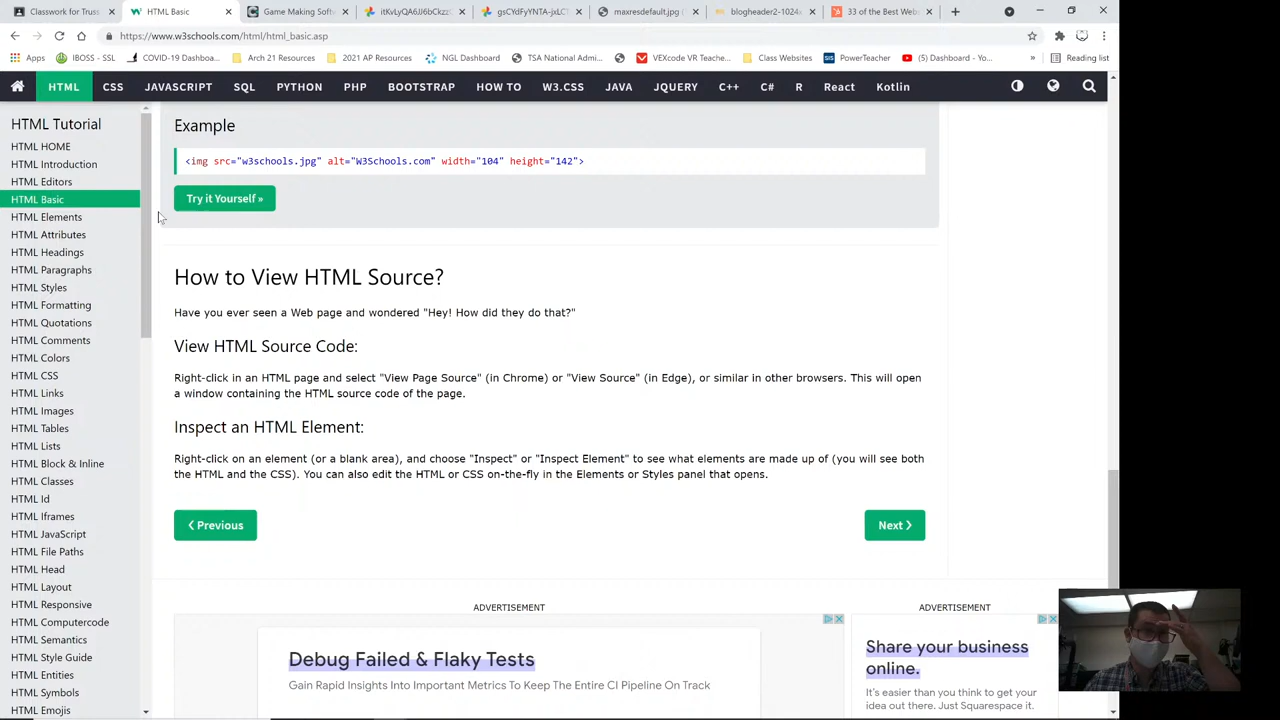 Classwork for Truss
HTML Basic
Game Making Softw
itKvLyQA6JJ6bCkzzG
gsCYdFyYNTA-jxLCT
maxresdefault.jpg (
blogheader2-1024x
33 of the Best Webs
https://www.w3schools.com/html/html_basic.asp
Apps
IBOSS - SSL
COVID-19 Dashboa...
Arch 21 Resources
2021 AP Resources
NGL Dashboard
TSA National Admi...
VEXcode VR Teache...
Class Websites
PowerTeacher
(5) Dashboard - Yo...
»
Reading list
HTML CSS JAVASCRIPT SQL PYTHON PHP BOOTSTRAP HOW TO W3.CSS JAVA JQUERY C++ C# R React Kotlin
HTML Tutorial
HTML HOME
HTML Introduction
HTML Editors
HTML Basic
HTML Elements
HTML Attributes
HTML Headings
HTML Paragraphs
HTML Styles
HTML Formatting
HTML Quotations
HTML Comments
HTML Colors
HTML CSS
HTML Links
HTML Images
HTML Tables
HTML Lists
HTML Block & Inline
HTML Classes
HTML Id
HTML Iframes
HTML JavaScript
HTML File Paths
HTML Head
HTML Layout
HTML Responsive
HTML Computercode
HTML Semantics
HTML Style Guide
HTML Entities
HTML Symbols
HTML Emojis
Example
<img src="w3schools.jpg" alt="W3Schools.com" width="104" height="142">
Try it Yourself »
How to View HTML Source?
Have you ever seen a Web page and wondered "Hey! How did they do that?"
View HTML Source Code:
Right-click in an HTML page and select "View Page Source" (in Chrome) or "View Source" (in Edge), or similar in other browsers. This will open
a window containing the HTML source code of the page.
Inspect an HTML Element:
Right-click on an element (or a blank area), and choose "Inspect" or "Inspect Element" to see what elements are made up of (you will see both
the HTML and the CSS). You can also edit the HTML or CSS on-the-fly in the Elements or Styles panel that opens.
❮ Previous
Next ❯
ADVERTISEMENT
Debug Failed & Flaky Tests
Gain Rapid Insights Into Important Metrics To Keep The Entire CI Pipeline On Track
ADVERTISEMENT
Share your business
online.
It's easier than you think to get your
idea out there. Just Squarespace it.